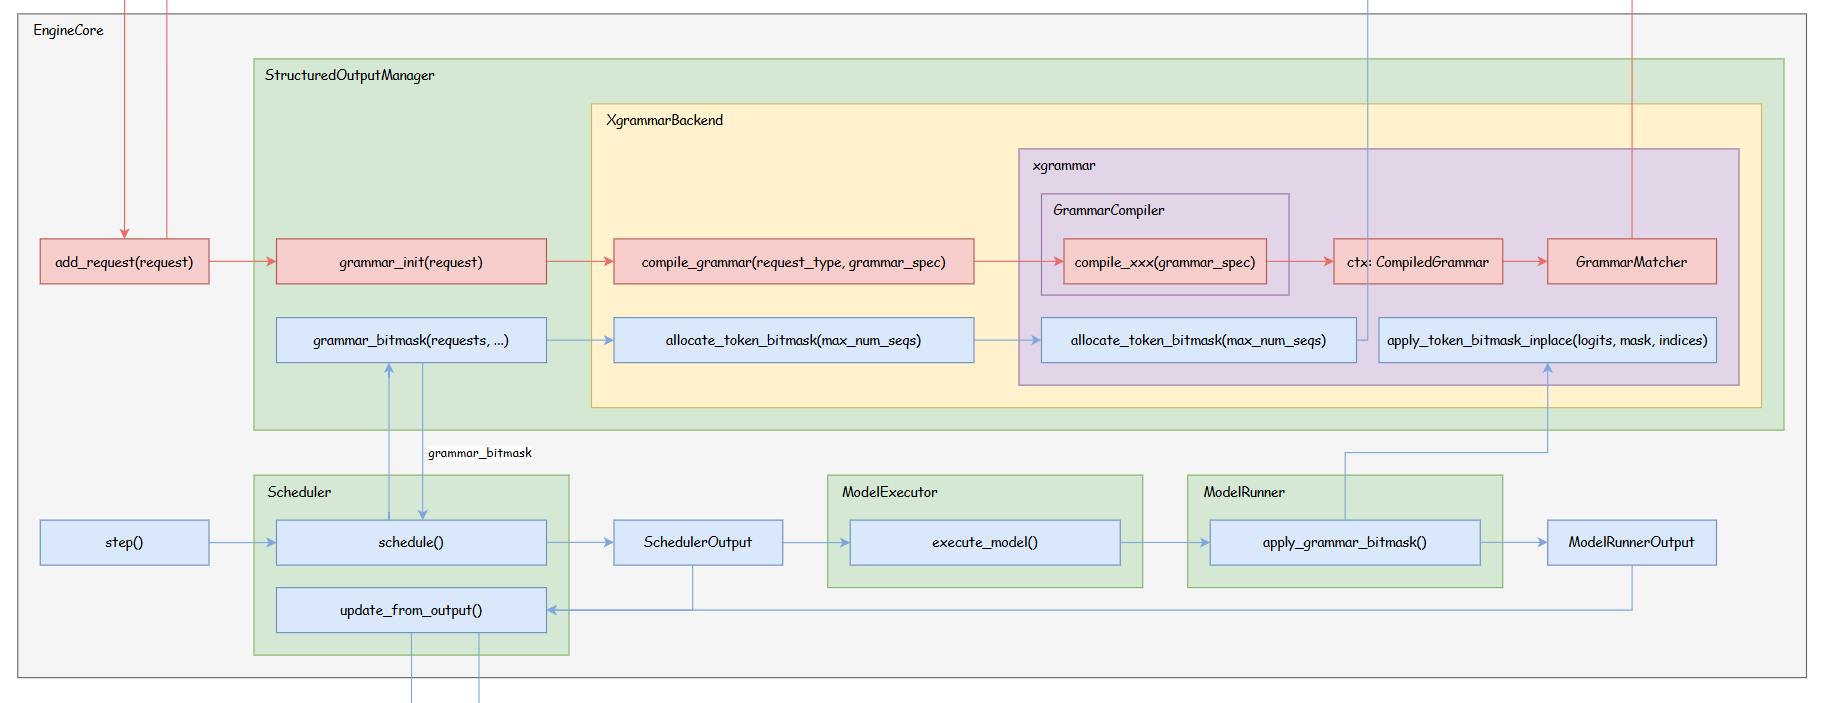 EngineCore
StructuredOutputManager
XgrammarBackend
xgrammar
GrammarCompiler
add_request(request)
grammar_init(request)
compile_grammar(request_type, grammar_spec)
compile_xxx(grammar_spec)
ctx: CompiledGrammar
GrammarMatcher
grammar_bitmask(requests, ...)
allocate_token_bitmask(max_num_seqs)
allocate_token_bitmask(max_num_seqs)
apply_token_bitmask_inplace(logits, mask, indices)
grammar_bitmask
Scheduler
ModelExecutor
ModelRunner
step()
schedule()
SchedulerOutput
execute_model()
apply_grammar_bitmask()
ModelRunnerOutput
update_from_output()